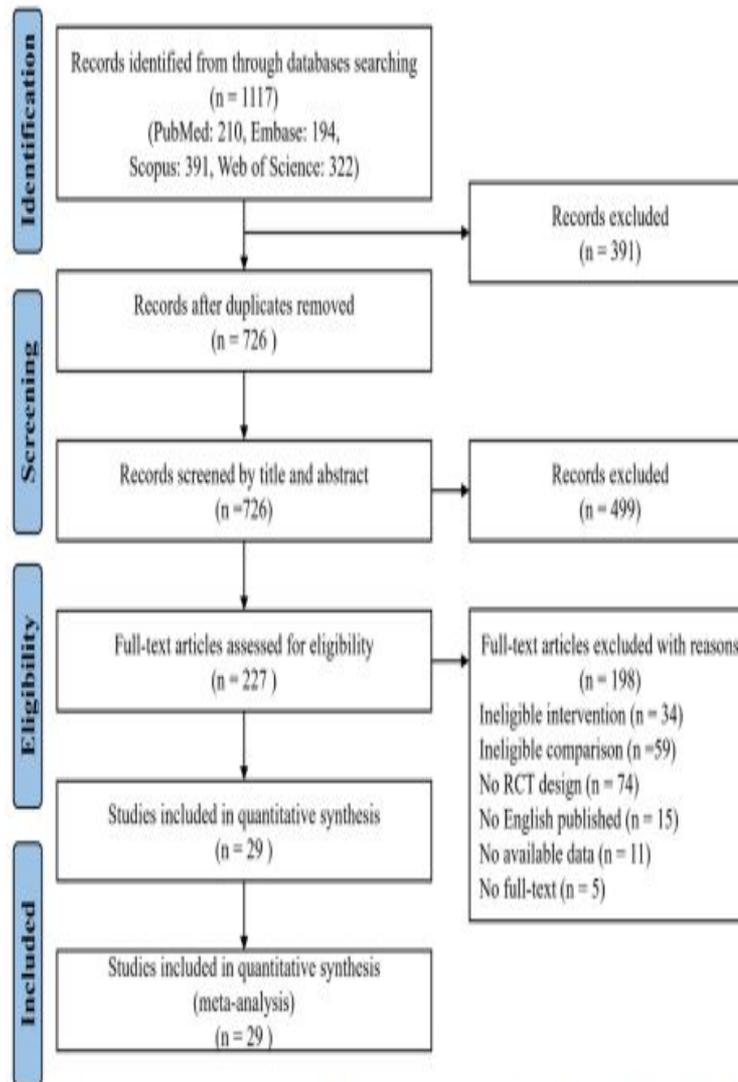 Identification
Records identified from through databases searching
(n = 1117)
(PubMed: 210, Embase: 194,
Scopus: 391, Web of Science: 322)
Records excluded
(n = 391)
Screening
Records after duplicates removed
(n = 726 )
Records screened by title and abstract
(n =726)
Records excluded
(n = 499)
Eligibility
Full-text articles assessed for eligibility
(n = 227 )
Full-text articles excluded with reasons
(n = 198)
Ineligible intervention (n = 34)
Ineligible comparison (n =59)
No RCT design (n = 74)
No English published (n = 15)
No available data (n = 11)
No full-text (n = 5)
Studies included in quantitative synthesis
(n = 29 )
Included
Studies included in quantitative synthesis
(meta-analysis)
(n = 29 )